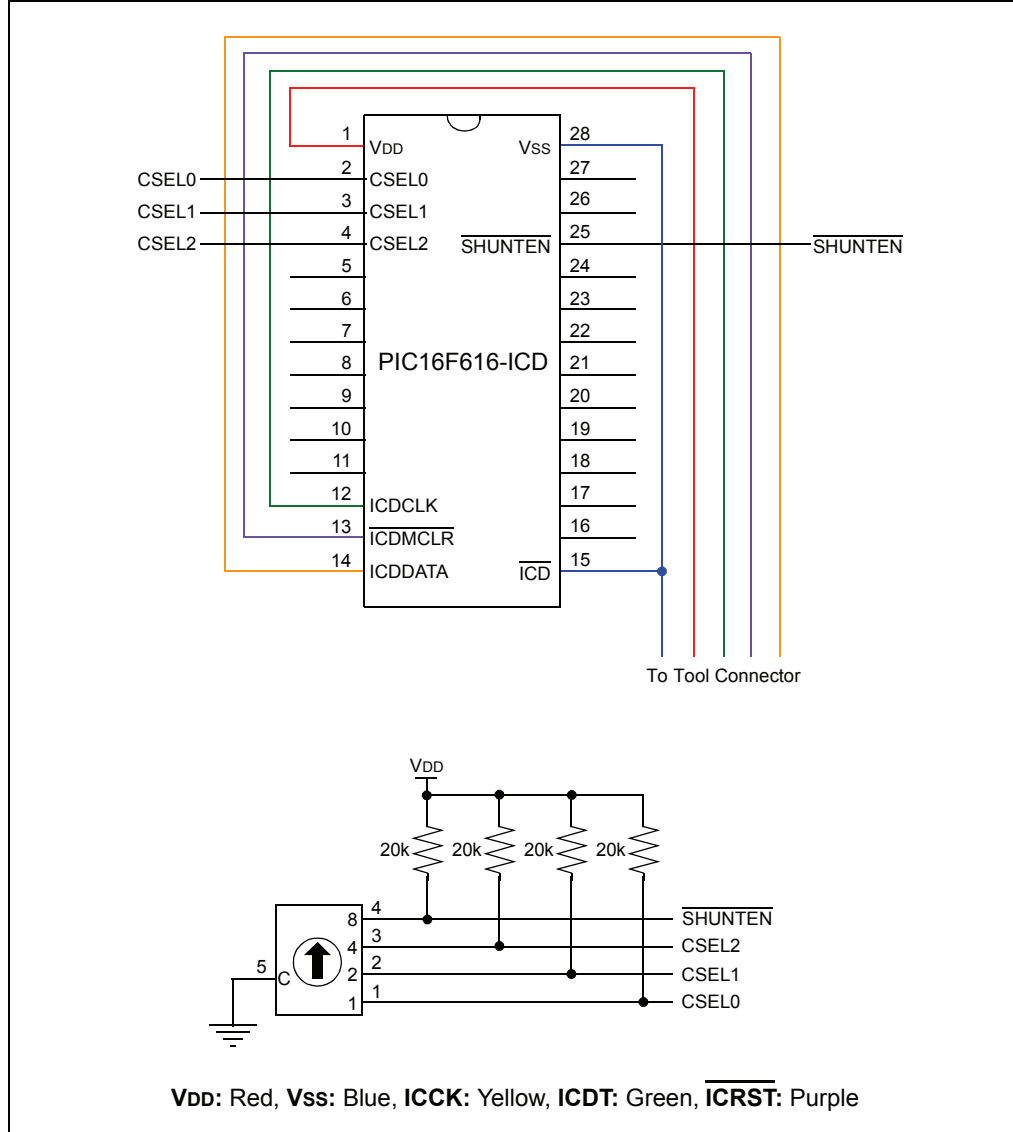 1 28
VDD VSS
2 27
CSEL0 CSEL0
3 26
CSEL1 CSEL1
4 25
CSEL2 CSEL2 SHUNTEN SHUNTEN
5 24
6 23
7 22
8 PIC16F616-ICD 21
9 20
10 19
11 18
12 17
ICDCLK
13 16
ICDMCLR
14 15
ICDDATA ICD
To Tool Connector
VDD
20k 20k 20k 20k
4
8 SHUNTEN
3
4 CSEL2
5 2
C 2 CSEL1
1
1 CSEL0
VDD: Red, VSS: Blue, ICCK: Yellow, ICDT: Green, ICRST: Purple